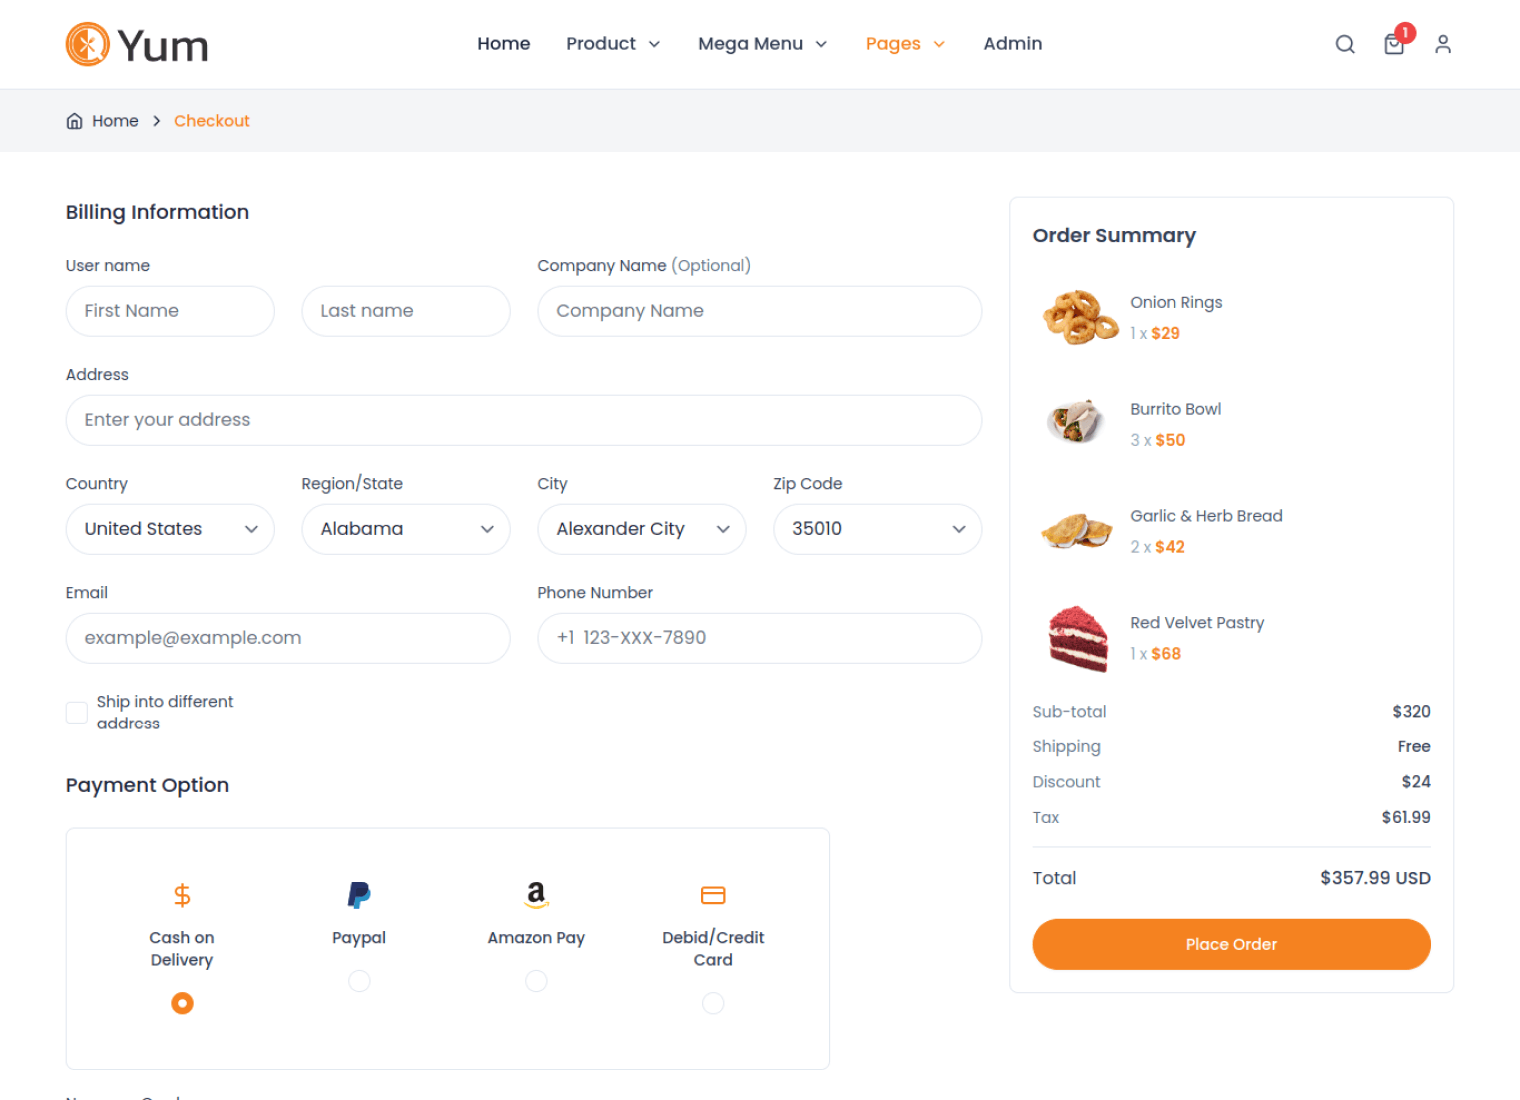 Yum
Home Product Mega Menu Pages Admin
1
Home > Checkout
Billing Information
User name
First Name
Last name
Company Name (Optional)
Company Name
Address
Enter your address
Country
United States
Region/State
Alabama
City
Alexander City
Zip Code
35010
Email
example@example.com
Phone Number
+1 123-XXX-7890
Ship into different
address
Payment Option
$
Cash on
Delivery
Paypal
a
Amazon Pay
Debid/Credit
Card
Order Summary
Onion Rings
1 x $29
Burrito Bowl
3 x $50
Garlic & Herb Bread
2 x $42
Red Velvet Pastry
1 x $68
Sub-total $320
Shipping Free
Discount $24
Tax $61.99
Total $357.99 USD
Place Order